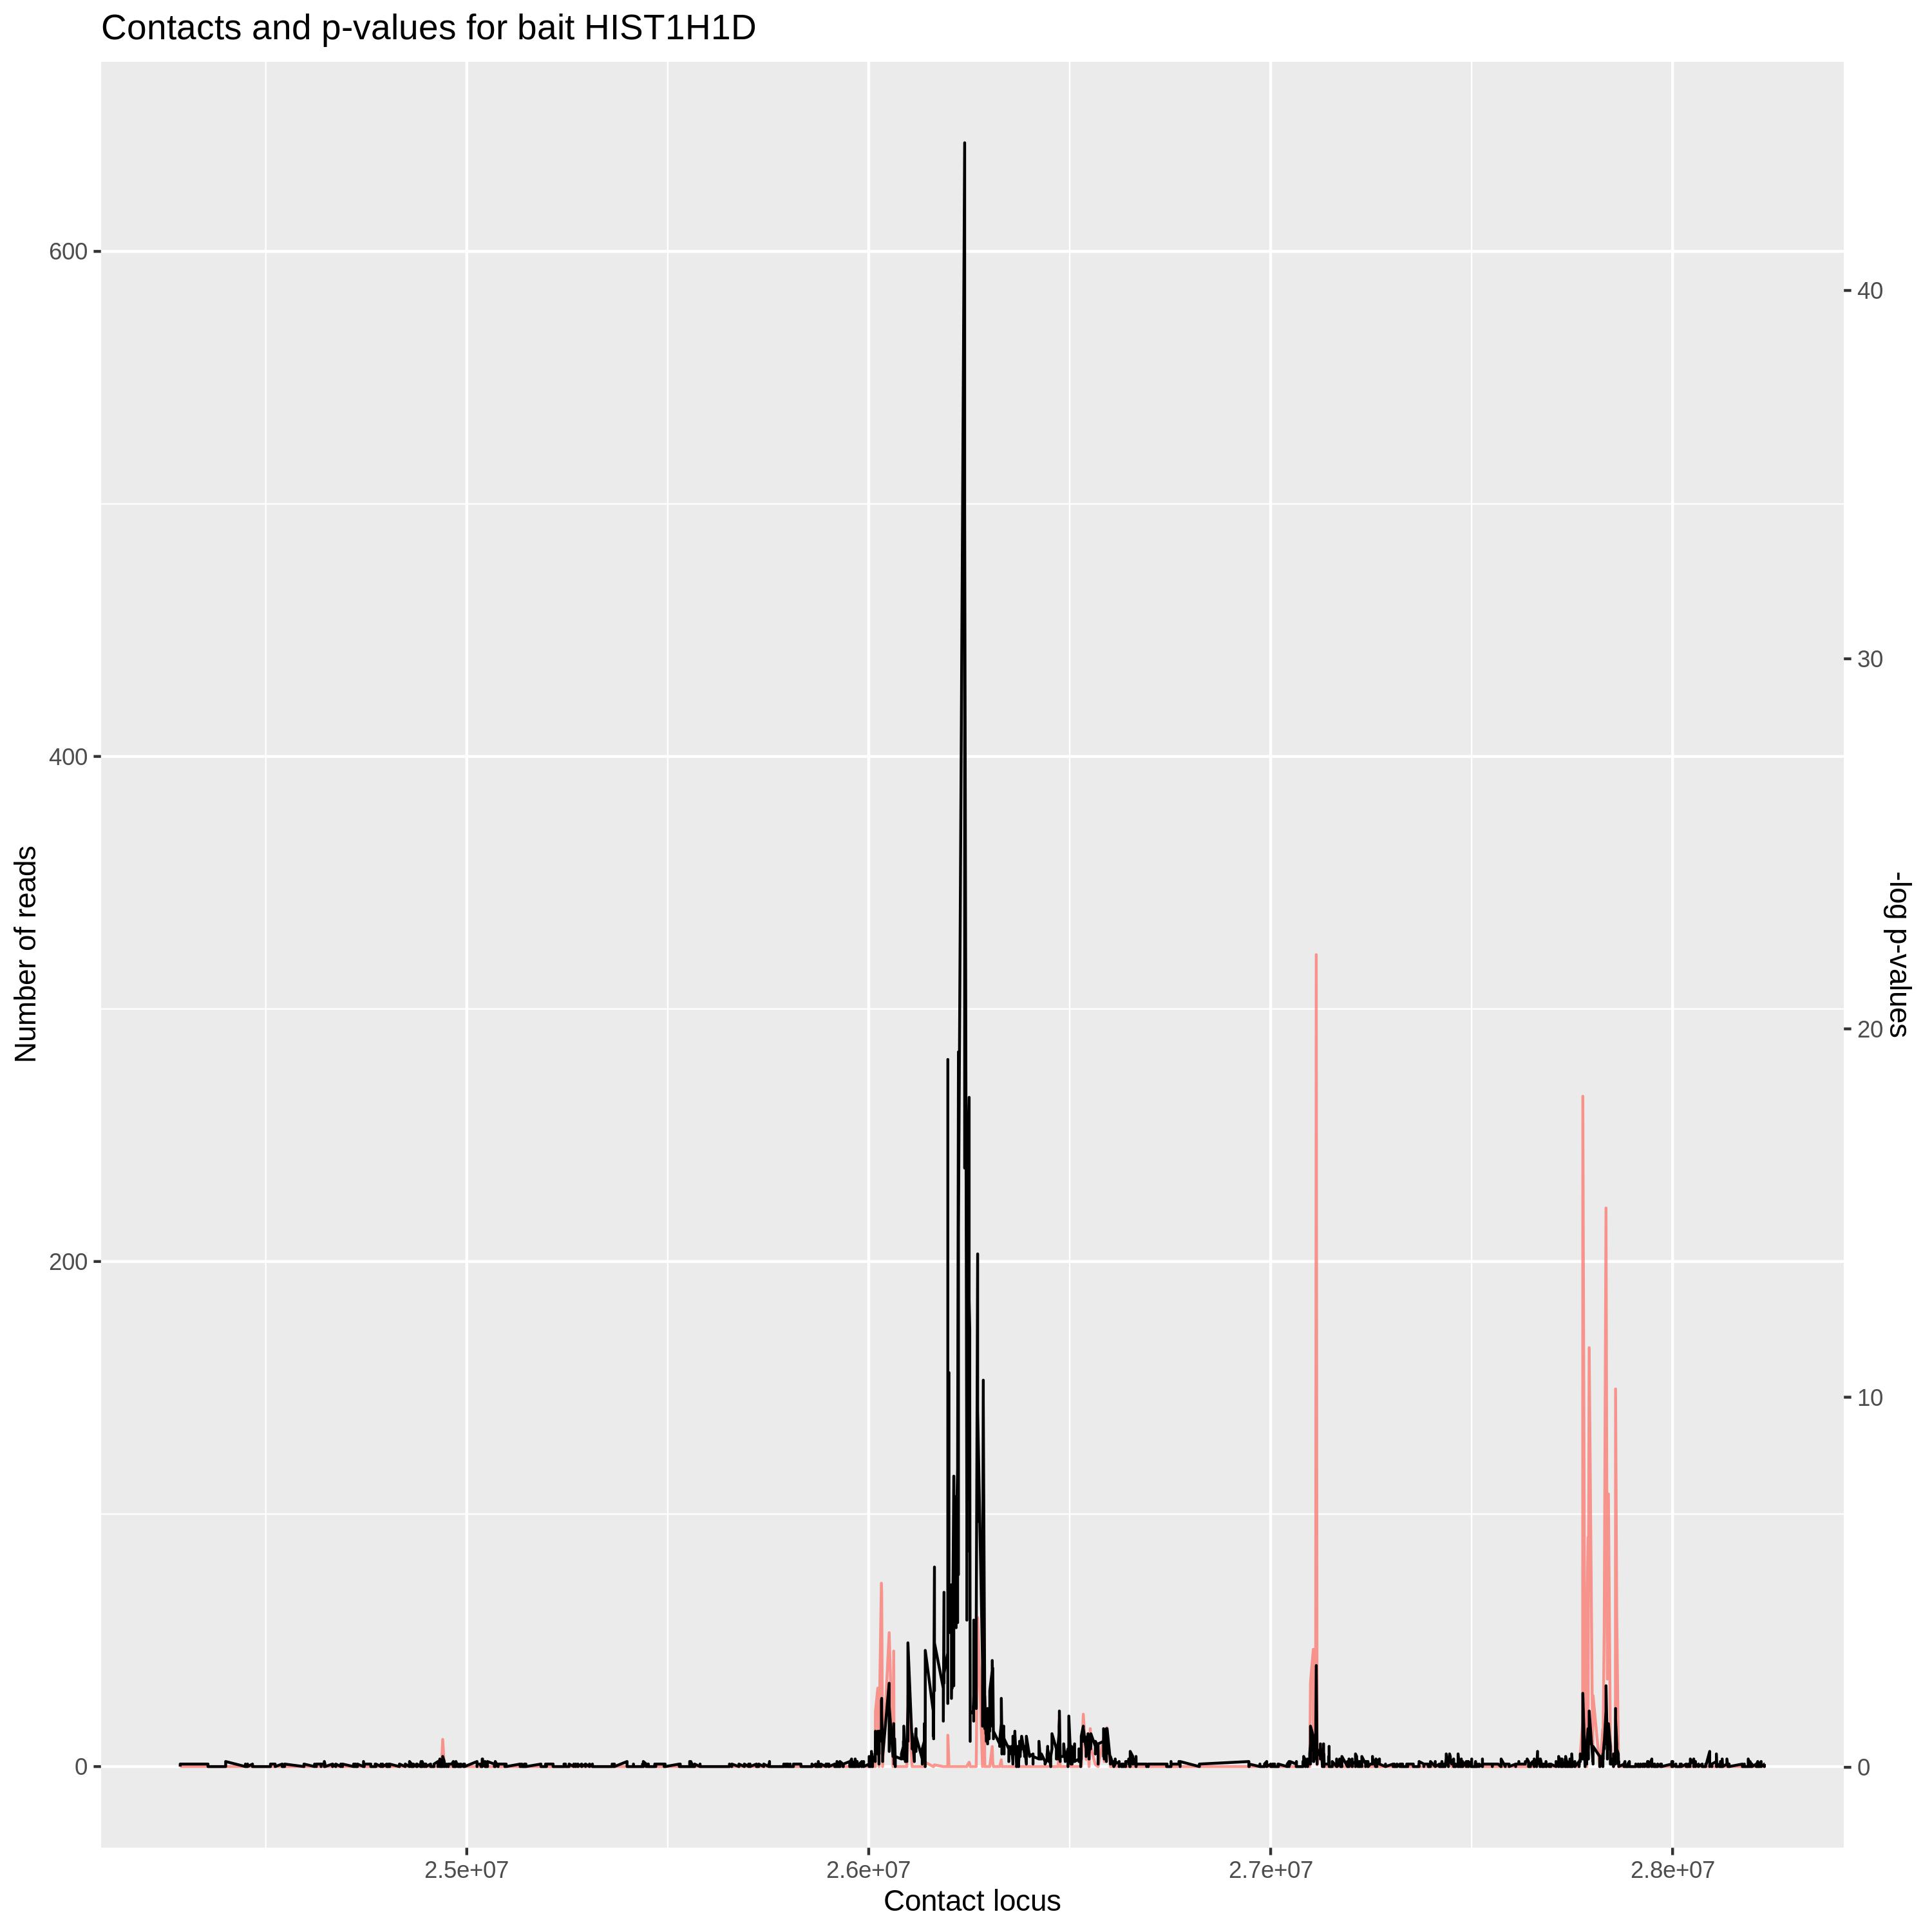 Contacts and p-values for bait HIST1H1D
600
400
200
0
Number of reads
40
30
20
10
0
-log p-values
2.5e+07
2.6e+07
2.7e+07
2.8e+07
Contact locus